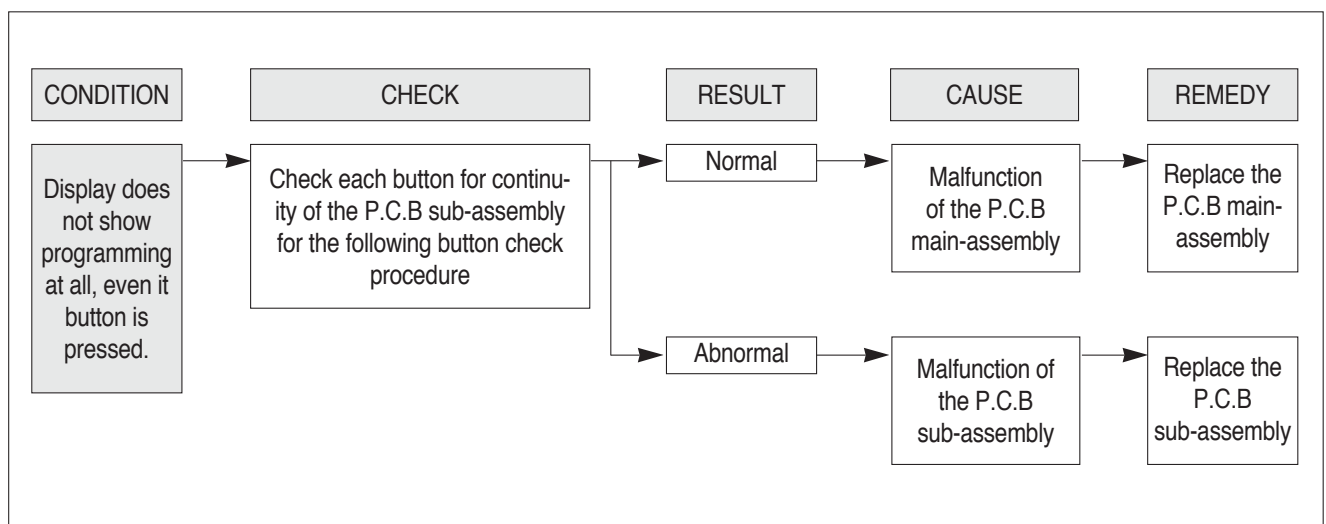 CONDITION
CHECK
RESULT
CAUSE
REMEDY
Display does
not show
programming
at all, even it
button is
pressed.
Check each button for continu-
ity of the P.C.B sub-assembly
for the following button check
procedure
Normal
Malfunction
of the P.C.B
main-assembly
Replace the
P.C.B main-
assembly
Abnormal
Malfunction of
the P.C.B
sub-assembly
Replace the
P.C.B
sub-assembly